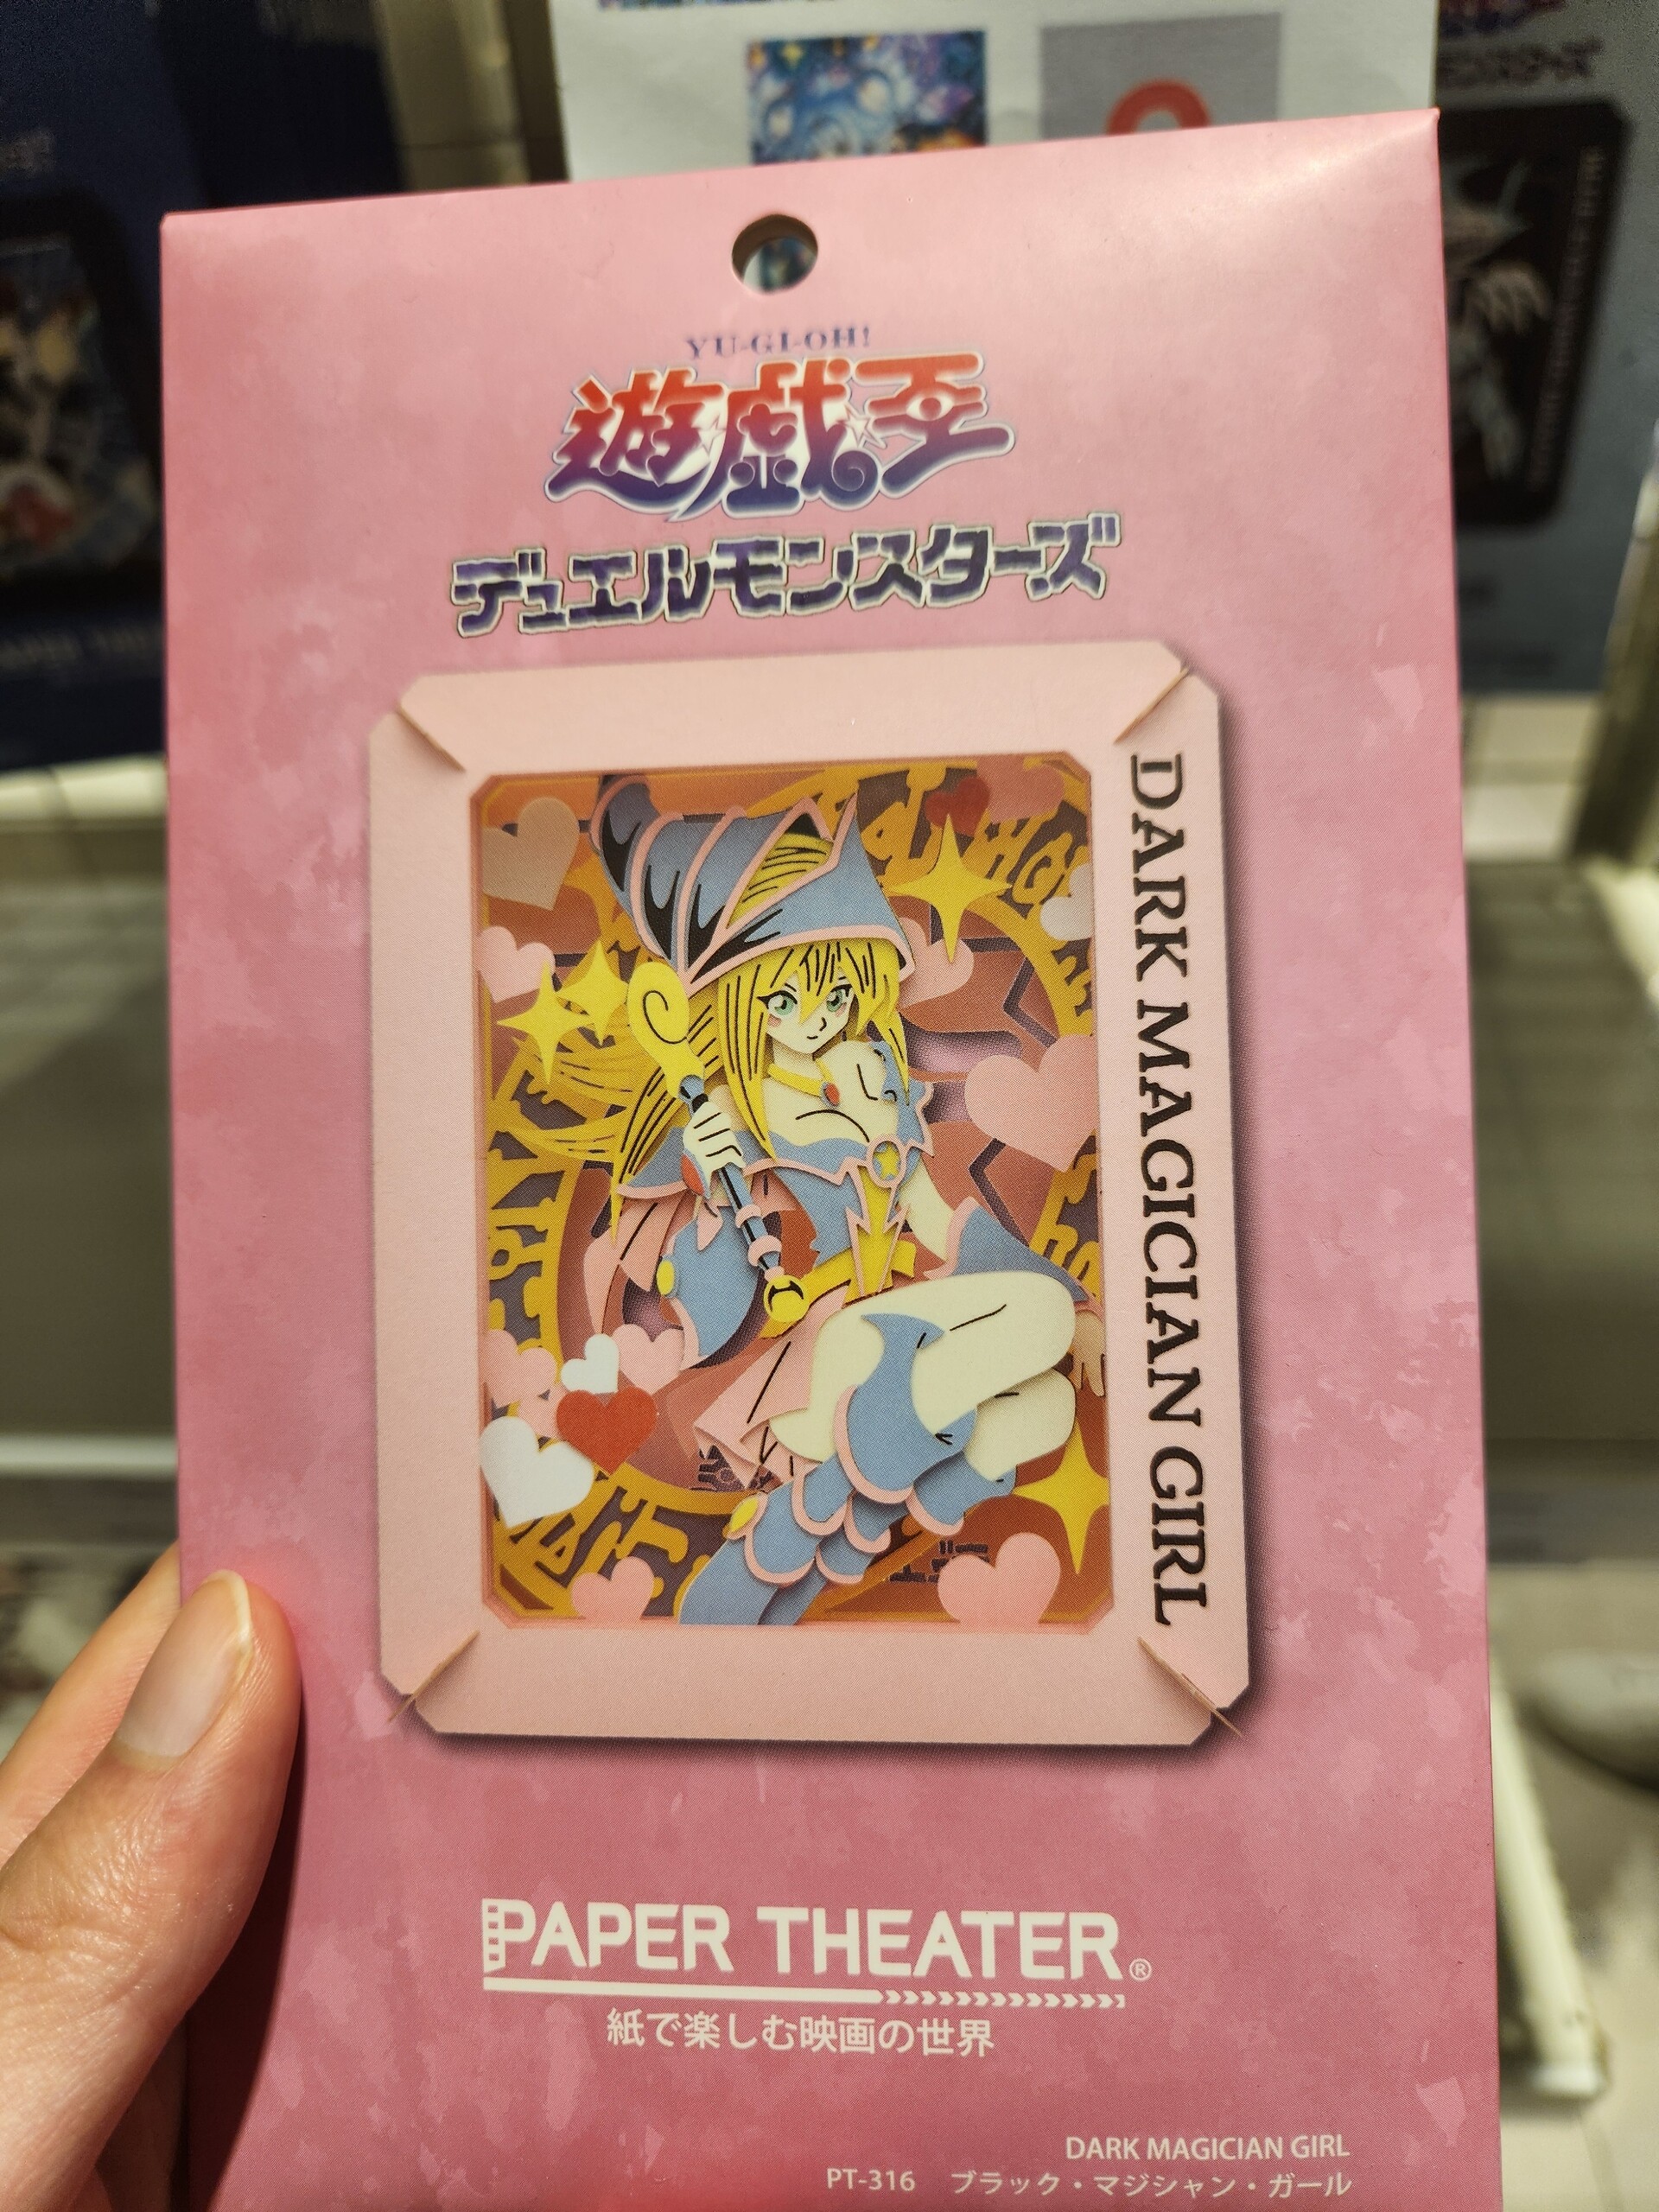 YU-GI-OH!
遊戯王
デュエルモンスターズ
DARK MAGICIAN GIRL
PAPER THEATER®
紙で楽しむ映画の世界
DARK MAGICIAN GIRL
PT-316 ブラック・マジシャン・ガール